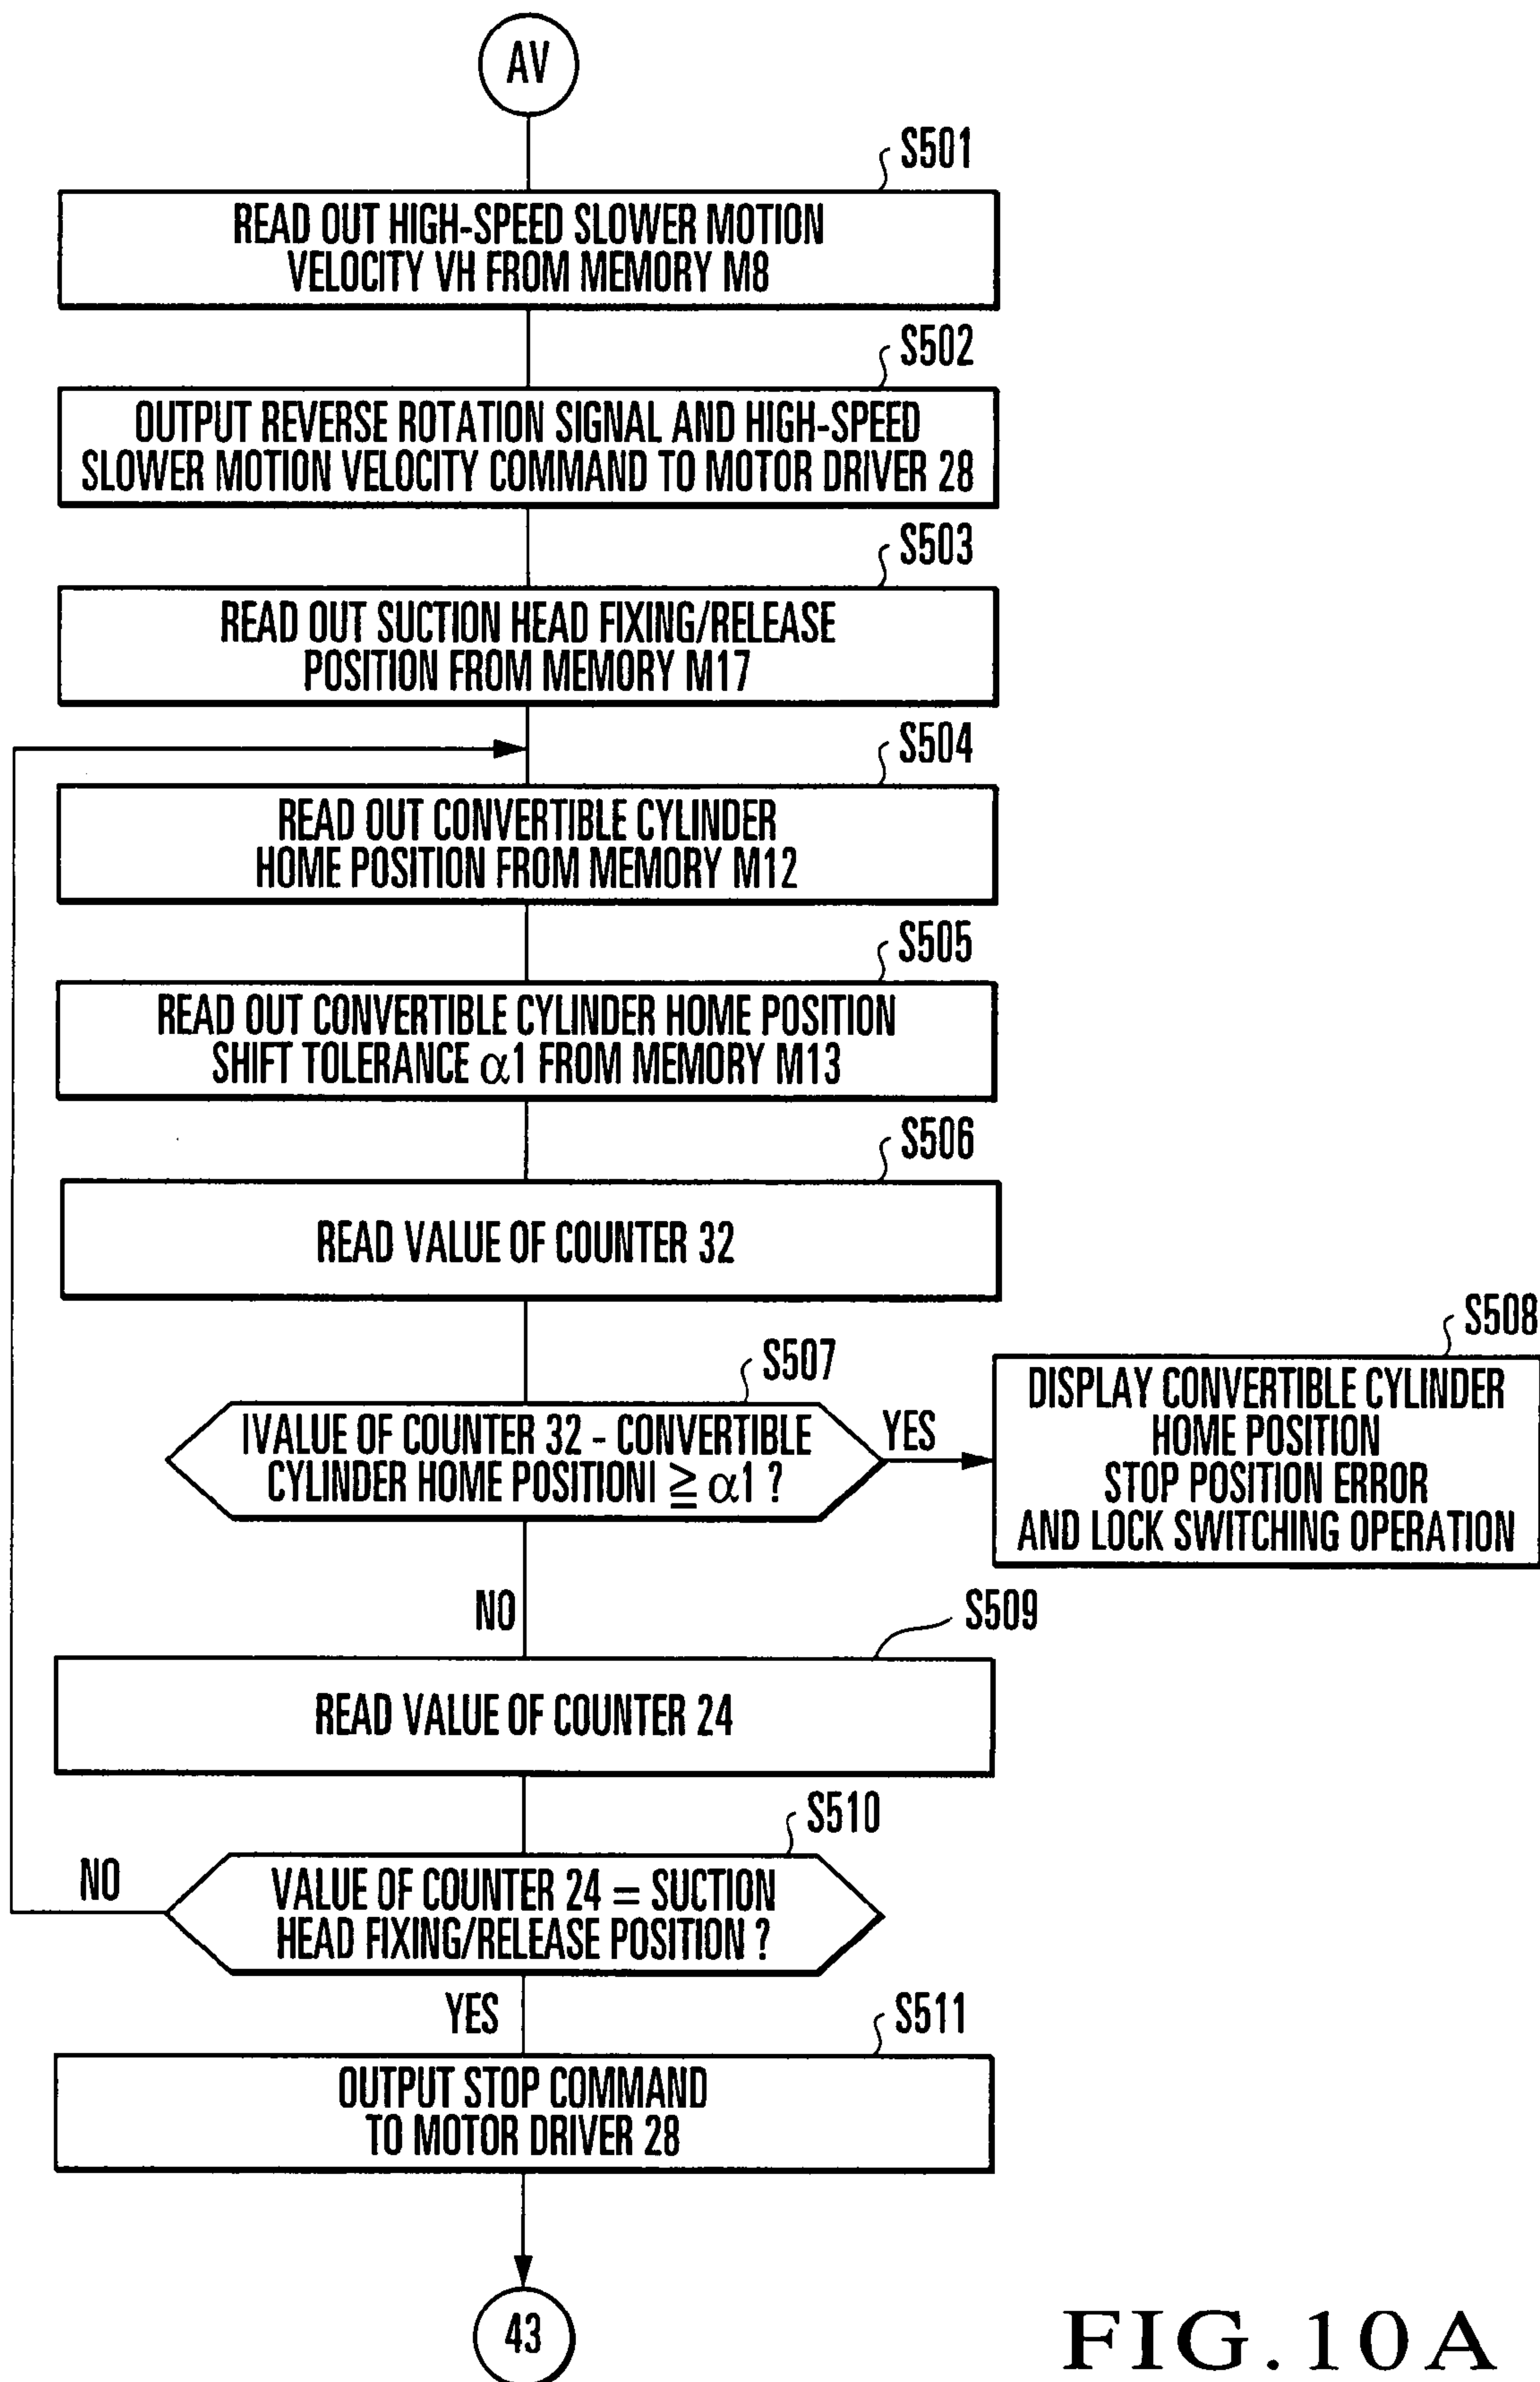 AV
S501
READ OUT HIGH-SPEED SLOWER MOTION
VELOCITY VH FROM MEMORY M8
S502
OUTPUT REVERSE ROTATION SIGNAL AND HIGH-SPEED
SLOWER MOTION VELOCITY COMMAND TO MOTOR DRIVER 28
S503
READ OUT SUCTION HEAD FIXING/RELEASE
POSITION FROM MEMORY M17
S504
READ OUT CONVERTIBLE CYLINDER
HOME POSITION FROM MEMORY M12
S505
READ OUT CONVERTIBLE CYLINDER HOME POSITION
SHIFT TOLERANCE α1 FROM MEMORY M13
S506
READ VALUE OF COUNTER 32
S507
|VALUE OF COUNTER 32 - CONVERTIBLE
CYLINDER HOME POSITION| ≧ α1 ?
YES
S508
DISPLAY CONVERTIBLE CYLINDER
HOME POSITION
STOP POSITION ERROR
AND LOCK SWITCHING OPERATION
NO
S509
READ VALUE OF COUNTER 24
S510
NO
VALUE OF COUNTER 24 = SUCTION
HEAD FIXING/RELEASE POSITION ?
YES
S511
OUTPUT STOP COMMAND
TO MOTOR DRIVER 28
43
FIG.10A